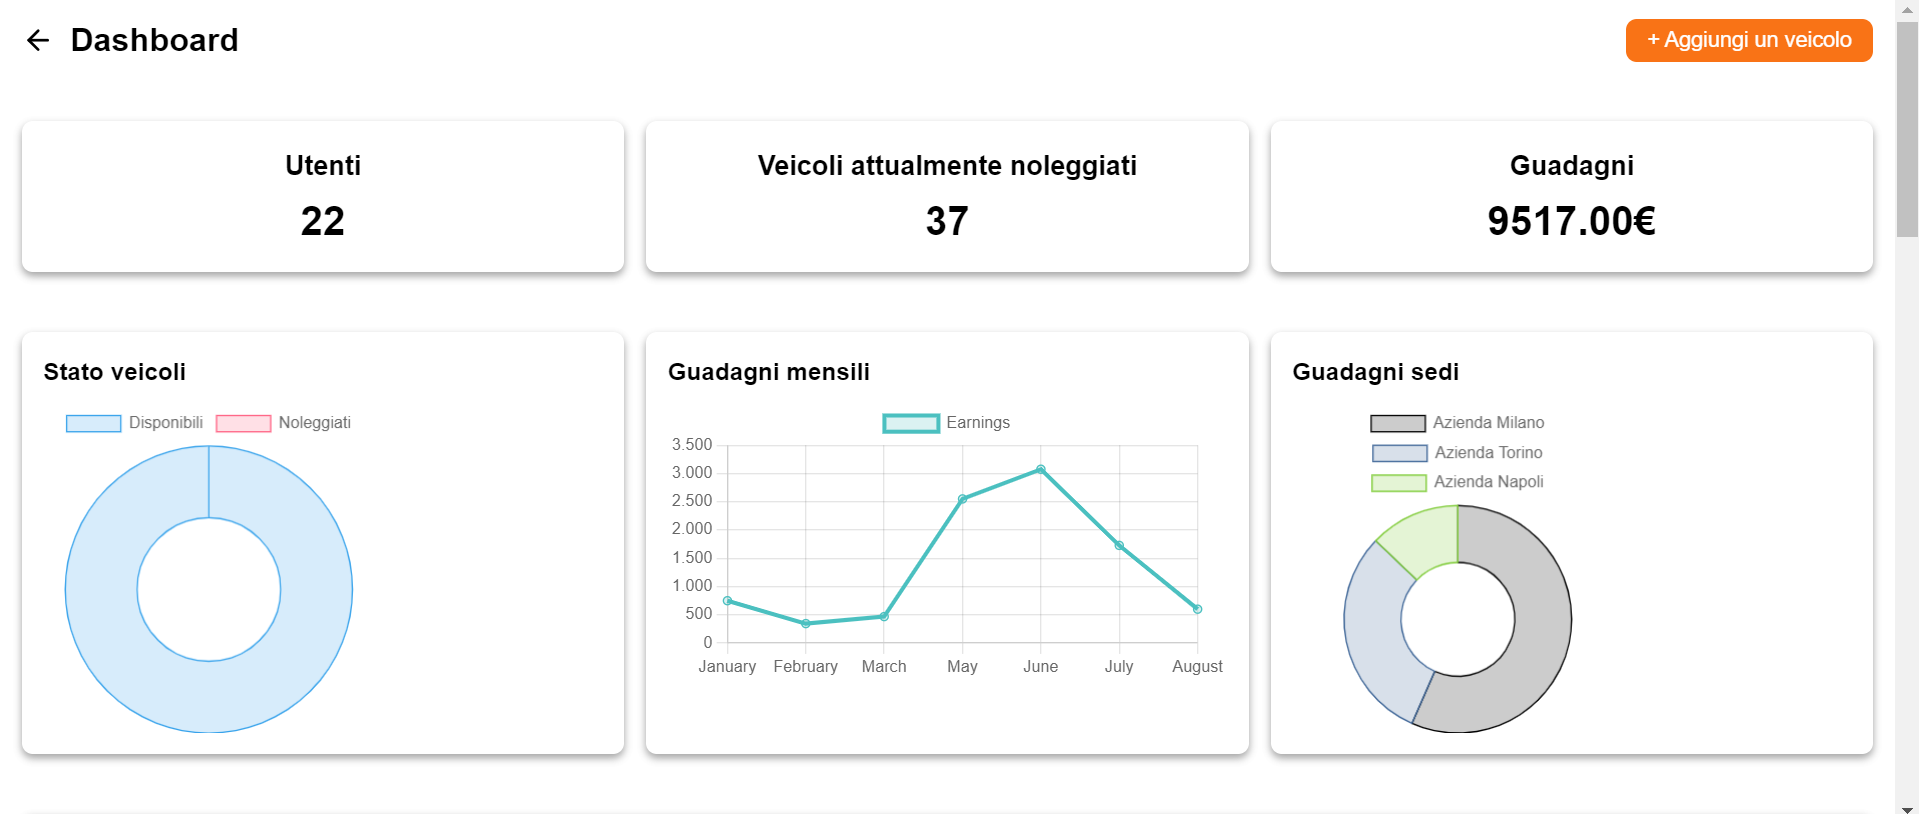 Dashboard
+ Aggiungi un veicolo
Utenti
22
Veicoli attualmente noleggiati
37
Guadagni
9517.00€
Stato veicoli
Disponibili Noleggiati
Guadagni mensili
Earnings
3.500
3.000
2.500
2.000
1.500
1.000
500
0
January February March May June July August
Guadagni sedi
Azienda Milano
Azienda Torino
Azienda Napoli